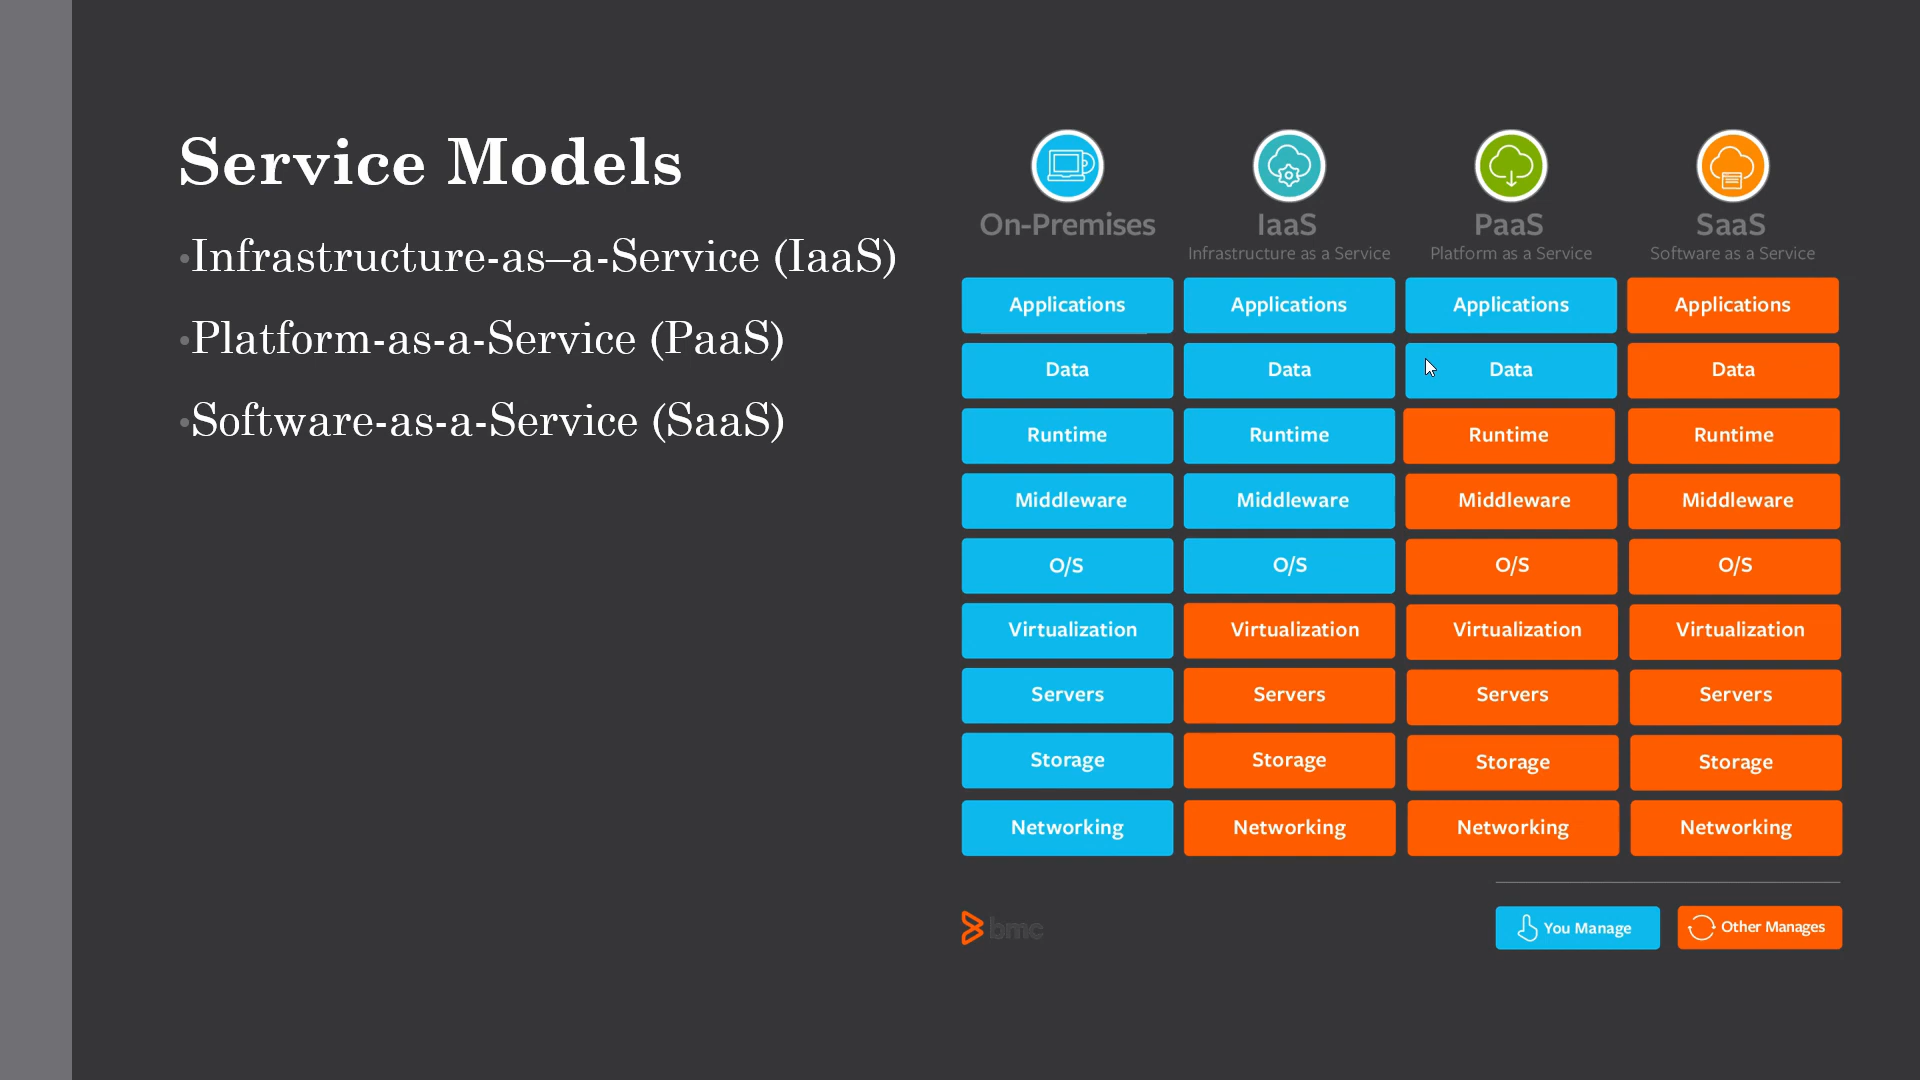 Service Models
•Infrastructure-as–a-Service (IaaS)
•Platform-as-a-Service (PaaS)
•Software-as-a-Service (SaaS)
On-Premises IaaS PaaS SaaS
Infrastructure as a Service Platform as a Service Software as a Service
Applications Applications Applications Applications
Data Data Data Data
Runtime Runtime Runtime Runtime
Middleware Middleware Middleware Middleware
O/S O/S O/S O/S
Virtualization Virtualization Virtualization Virtualization
Servers Servers Servers Servers
Storage Storage Storage Storage
Networking Networking Networking Networking
bmc You Manage Other Manages